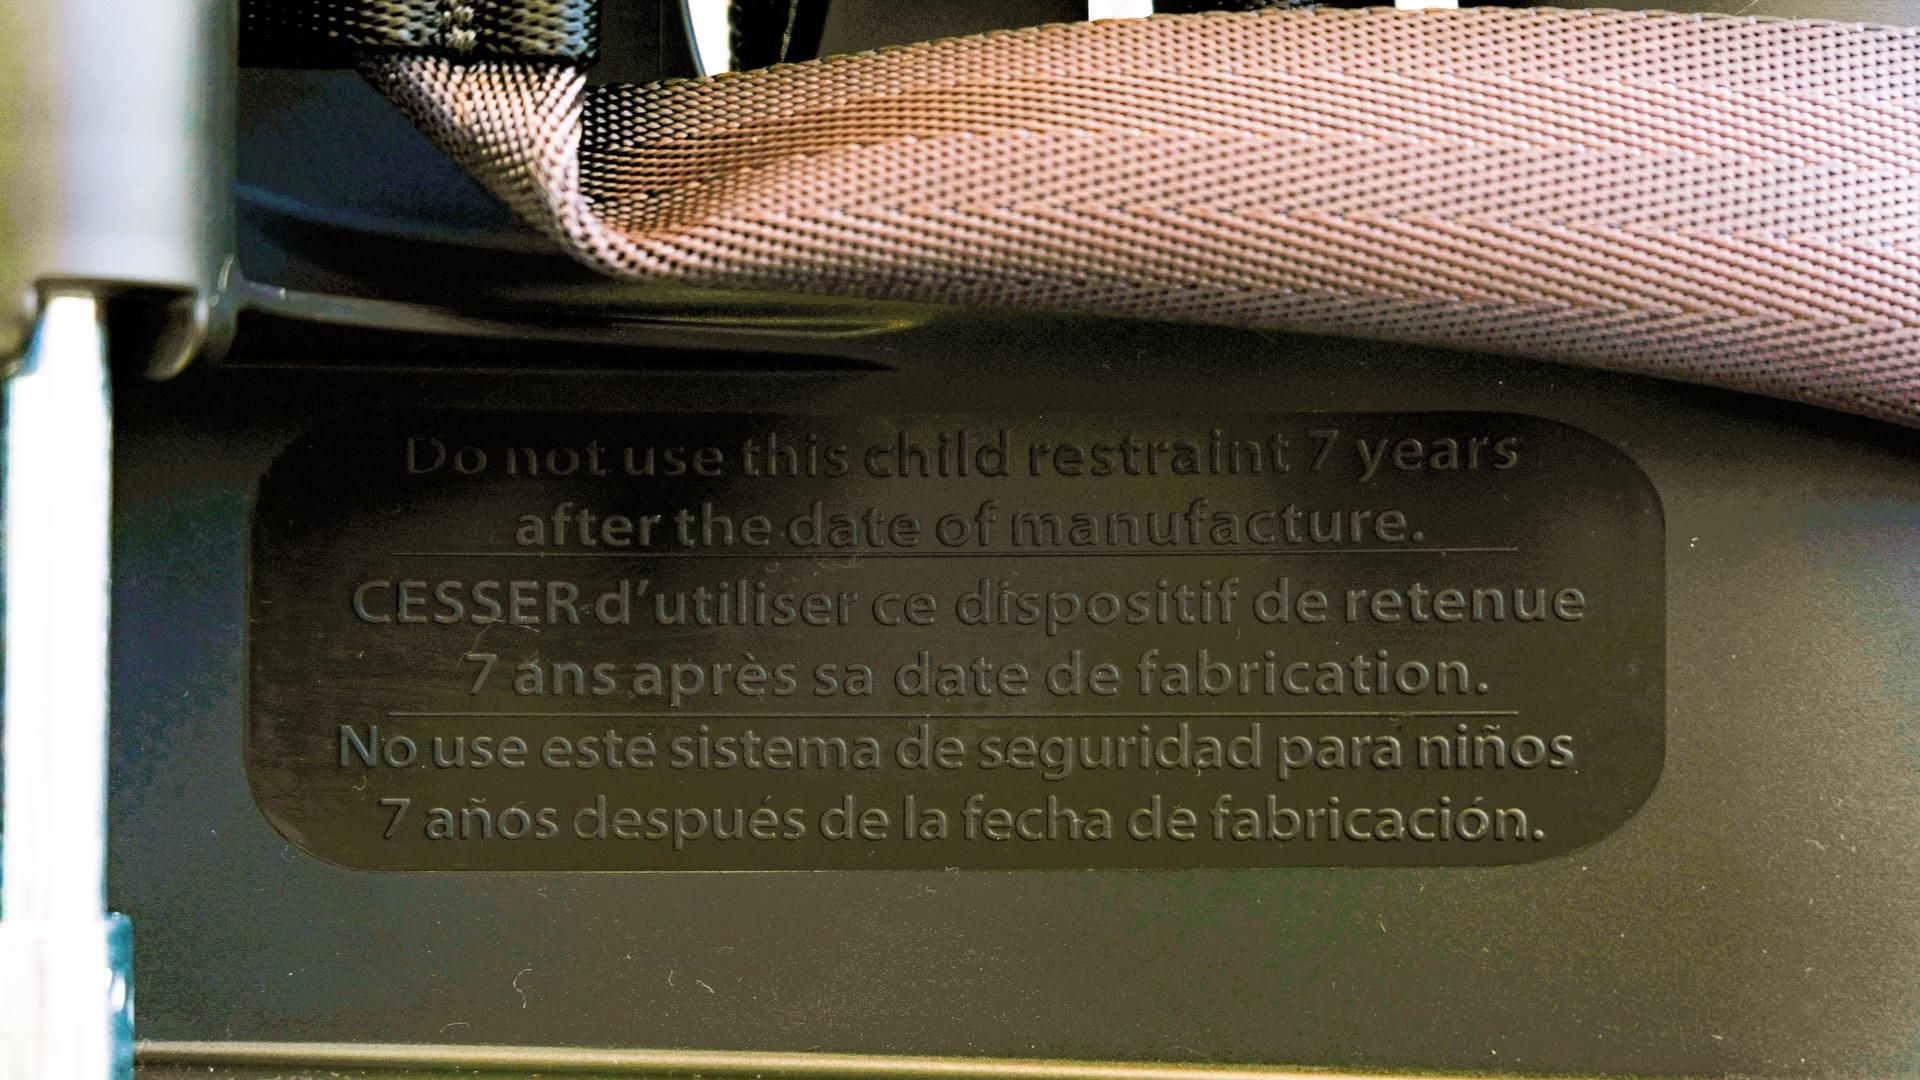 Do not use this child restraint 7 years
after the date of manufacture.
CESSER d’utiliser ce dispositif de retenue
7 ans après sa date de fabrication.
No use este sistema de seguridad para niños
7 años después de la fecha de fabricación.